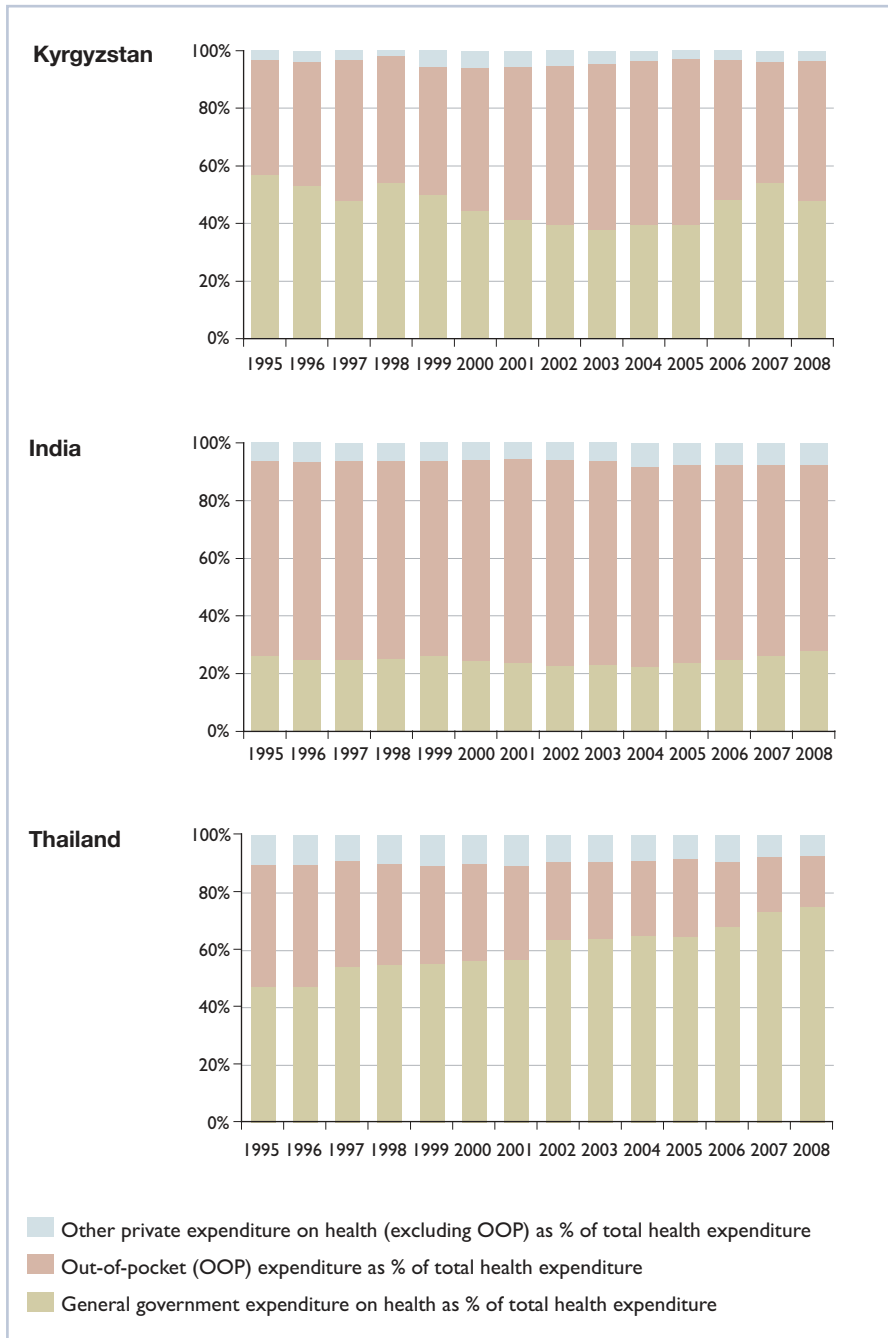 Kyrgyzstan
100%
80%
60%
40%
20%
0%
1995 1996 1997 1998 1999 2000 2001 2002 2003 2004 2005 2006 2007 2008
India
100%
80%
60%
40%
20%
0%
1995 1996 1997 1998 1999 2000 2001 2002 2003 2004 2005 2006 2007 2008
Thailand
100%
80%
60%
40%
20%
0%
1995 1996 1997 1998 1999 2000 2001 2002 2003 2004 2005 2006 2007 2008
Other private expenditure on health (excluding OOP) as % of total health expenditure
Out-of-pocket (OOP) expenditure as % of total health expenditure
General government expenditure on health as % of total health expenditure